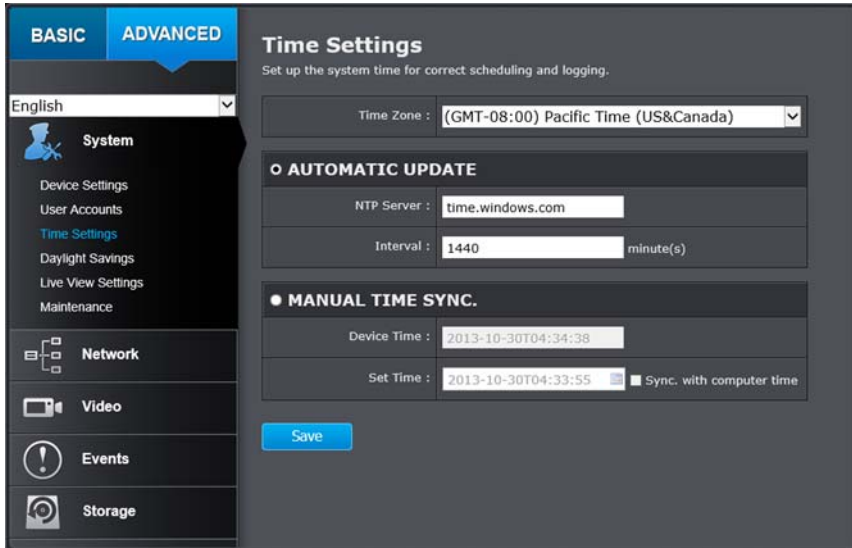 BASIC
ADVANCED
English
System
Device Settings
User Accounts
Time Settings
Daylight Savings
Live View Settings
Maintenance
Network
Video
Events
Storage
Time Settings
Set up the system time for correct scheduling and logging.
Time Zone : (GMT-08:00) Pacific Time (US&Canada)
AUTOMATIC UPDATE
NTP Server : time.windows.com
Interval : 1440 minute(s)
MANUAL TIME SYNC.
Device Time : 2013-10-30T04:34:38
Set Time : 2013-10-30T04:33:55 Sync. with computer time
Save